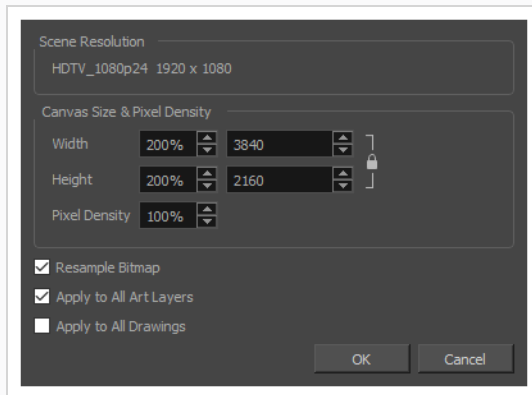 Scene Resolution
HDTV_1080p24 1920 x 1080
Canvas Size & Pixel Density
Width 200% 3840
Height 200% 2160
Pixel Density 100%
Resample Bitmap
Apply to All Art Layers
Apply to All Drawings
OK Cancel